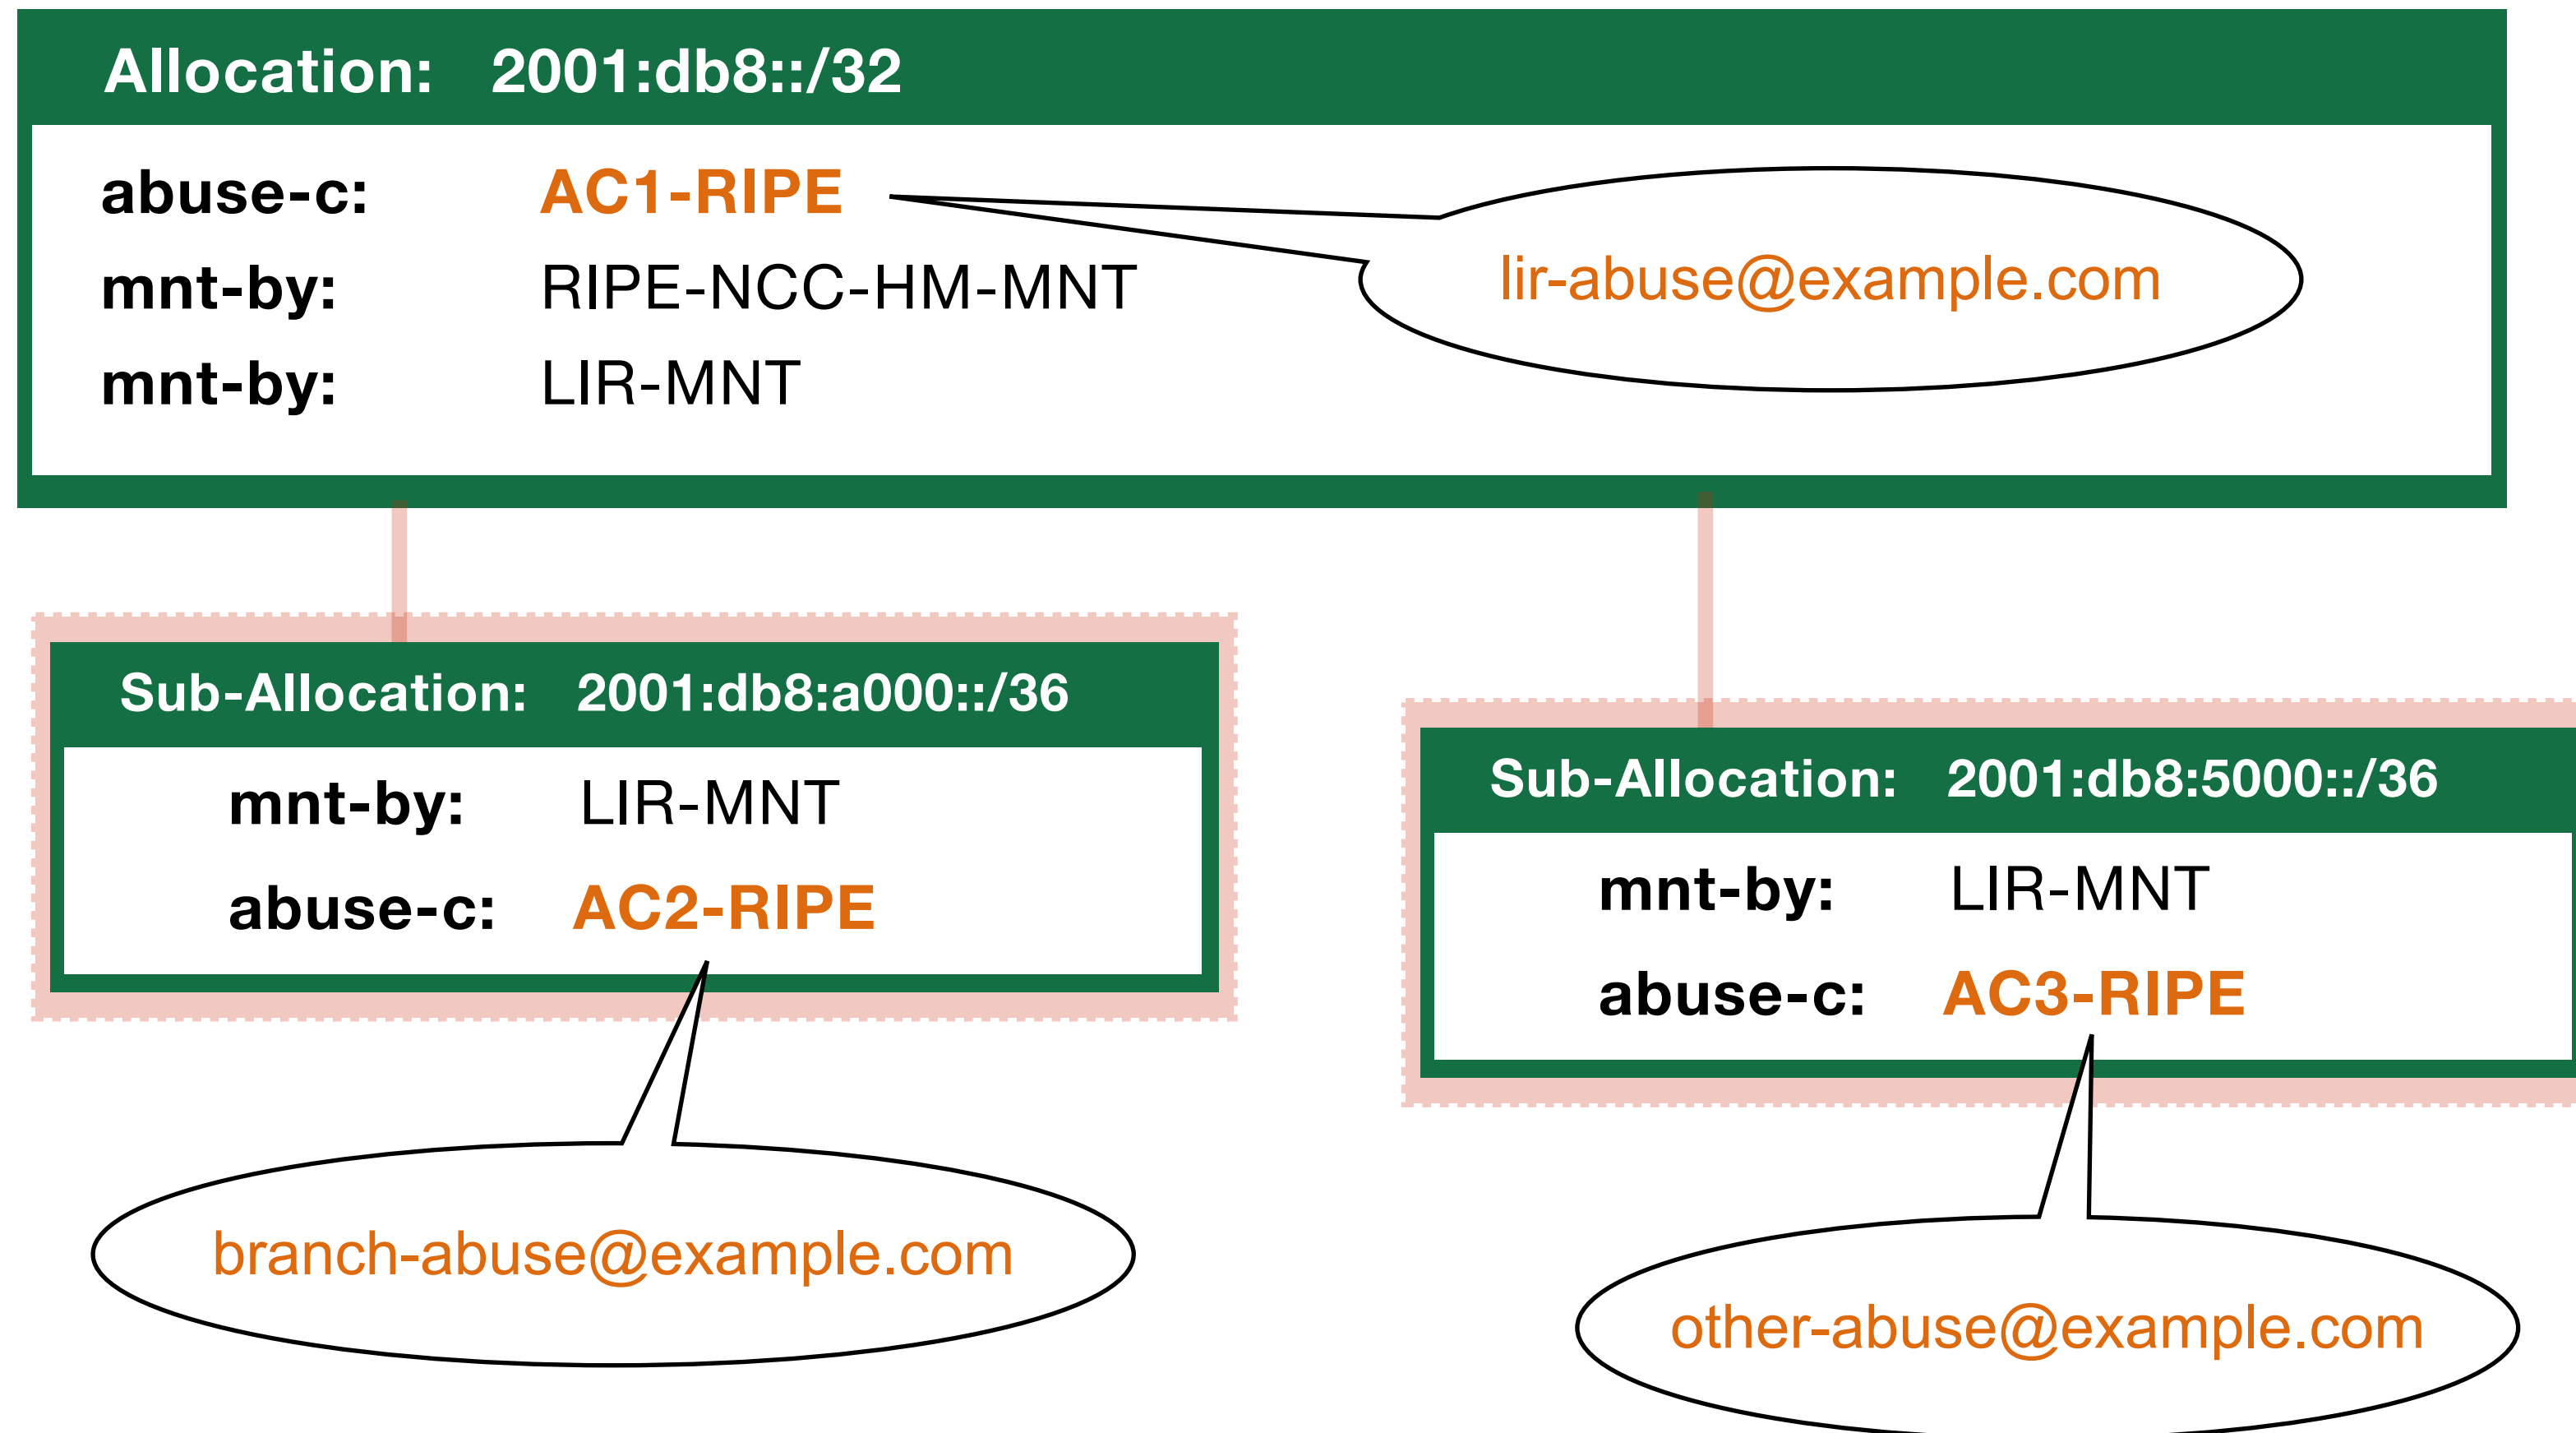 Allocation: 2001:db8::/32
abuse-c: AC1-RIPE
mnt-by: RIPE-NCC-HM-MNT
mnt-by: LIR-MNT
lir-abuse@example.com
Sub-Allocation: 2001:db8:a000::/36
mnt-by: LIR-MNT
abuse-c: AC2-RIPE
branch-abuse@example.com
Sub-Allocation: 2001:db8:5000::/36
mnt-by: LIR-MNT
abuse-c: AC3-RIPE
other-abuse@example.com